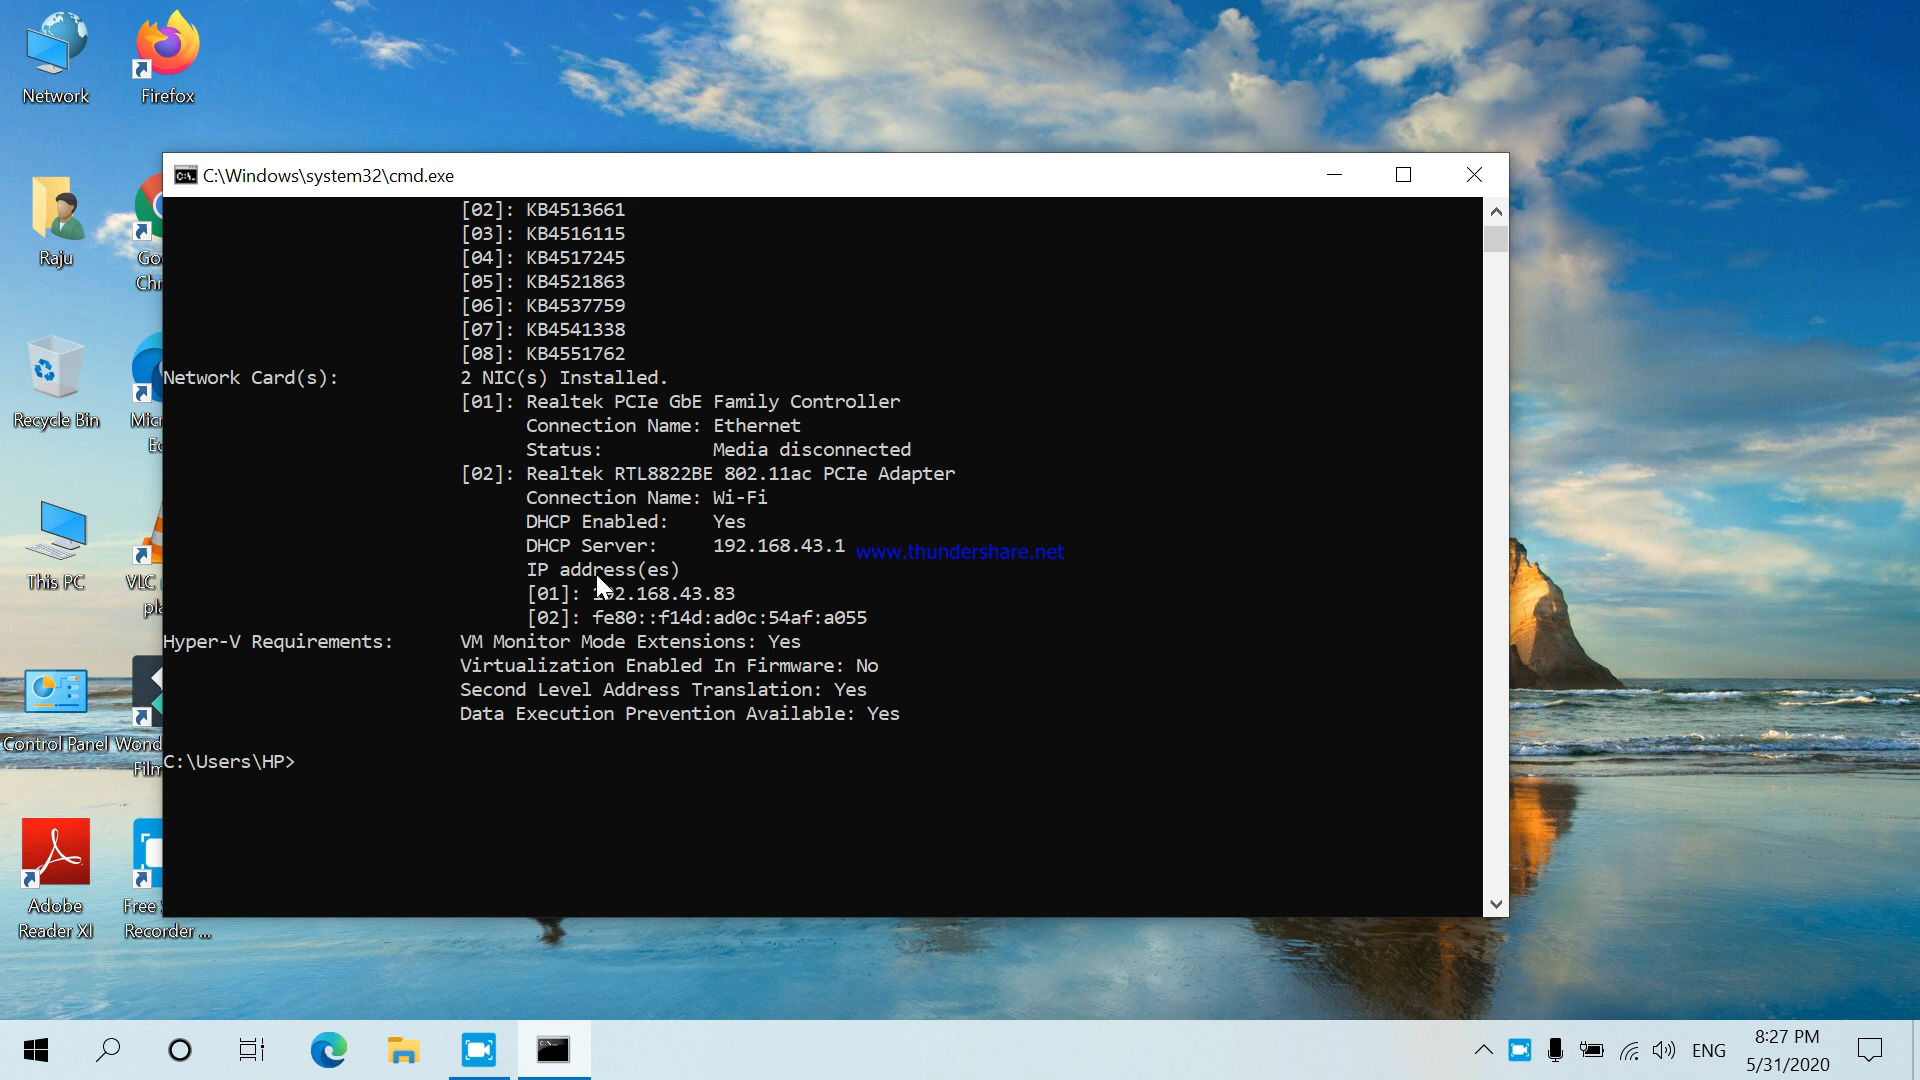 Network
Firefox
C:\Windows\system32\cmd.exe
[02]: KB4513661
[03]: KB4516115
[04]: KB4517245
[05]: KB4521863
[06]: KB4537759
[07]: KB4541338
[08]: KB4551762
Network Card(s): 2 NIC(s) Installed.
[01]: Realtek PCIe GbE Family Controller
Connection Name: Ethernet
Status: Media disconnected
[02]: Realtek RTL8822BE 802.11ac PCIe Adapter
Connection Name: Wi-Fi
DHCP Enabled: Yes
DHCP Server: 192.168.43.1
www.thundershare.net
IP address(es)
[01]: 192.168.43.83
[02]: fe80::f14d:ad0c:54af:a055
Hyper-V Requirements: VM Monitor Mode Extensions: Yes
Virtualization Enabled In Firmware: No
Second Level Address Translation: Yes
Data Execution Prevention Available: Yes
C:\Users\HP>
Raju
Recycle Bin
This PC
VLC
Control Panel
Adobe
Reader XI
Free
Recorder ...
ENG
8:27 PM
5/31/2020